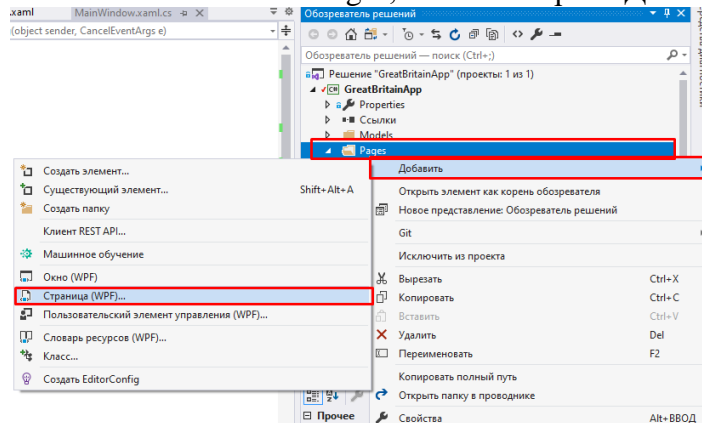 .xaml MainWindow.xaml.cs
(object sender, CancelEventArgs e)
Обозреватель решений
Обозреватель решений — поиск (Ctrl+;)
Решение "GreatBritainApp" (проекты: 1 из 1)
GreatBritainApp
Properties
Ссылки
Models
Pages
Добавить
Открыть элемент как корень обозревателя
Новое представление: Обозреватель решений
Git
Исключить из проекта
Вырезать Ctrl+X
Копировать Ctrl+C
Вставить Ctrl+V
Удалить Del
Переименовать F2
Копировать полный путь
Открыть папку в проводнике
Свойства Alt+ВВОД
Создать элемент...
Существующий элемент... Shift+Alt+A
Создать папку
Клиент REST API...
Машинное обучение
Окно (WPF)
Страница (WPF)...
Пользовательский элемент управления (WPF)...
Словарь ресурсов (WPF)...
Класс...
Создать EditorConfig
Прочее